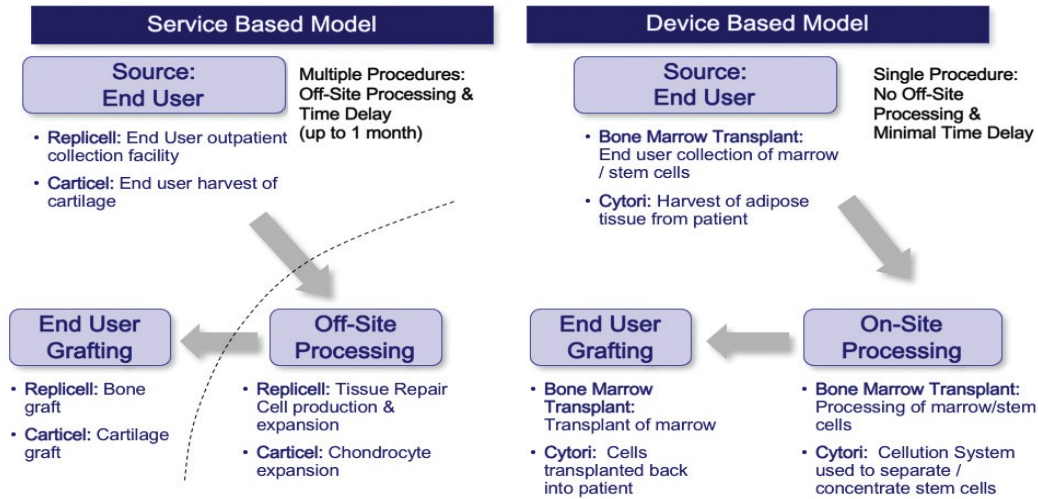 Service Based Model
Source:
End User
Multiple Procedures:
Off-Site Processing &
Time Delay
(up to 1 month)
• Replicell: End User outpatient
collection facility
• Carticel: End user harvest of
cartilage
End User
Grafting
• Replicell: Bone
graft
• Carticel: Cartilage
graft
Off-Site
Processing
• Replicell: Tissue Repair
Cell production &
expansion
• Carticel: Chondrocyte
expansion
Device Based Model
Source:
End User
Single Procedure:
No Off-Site
Processing &
Minimal Time Delay
• Bone Marrow Transplant:
End user collection of marrow
/ stem cells
• Cytori: Harvest of adipose
tissue from patient
End User
Grafting
• Bone Marrow
Transplant:
Transplant of marrow
• Cytori: Cells
transplanted back
into patient
On-Site
Processing
• Bone Marrow Transplant:
Processing of marrow/stem
cells
• Cytori: Cellution System
used to separate /
concentrate stem cells